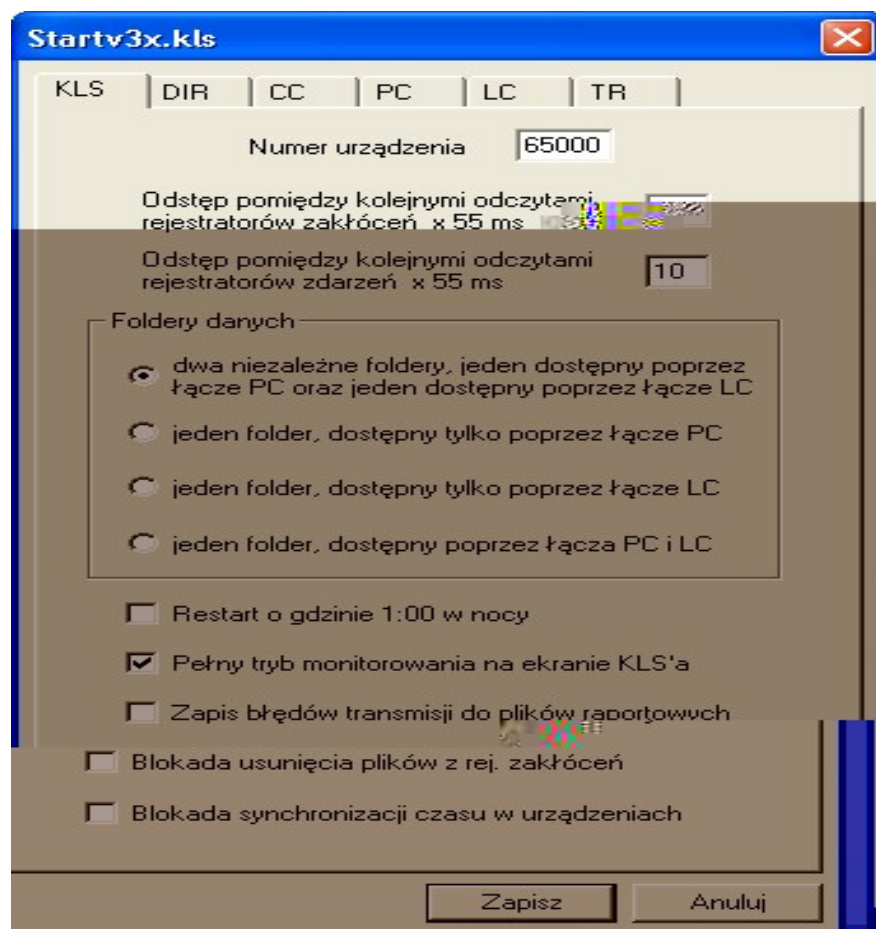 Startv3x.kls
KLS DIR CC PC LC TR
Numer urządzenia 65000
Odstęp pomiędzy kolejnymi odczytami
rejestratorów zakłóceń x 55 ms
Odstęp pomiędzy kolejnymi odczytami
rejestratorów zdarzeń x 55 ms 10
Foldery danych
dwa niezależne foldery, jeden dostępny poprzez
łącze PC oraz jeden dostępny poprzez łącze LC
jeden folder, dostępny tylko poprzez łącze PC
jeden folder, dostępny tylko poprzez łącze LC
jeden folder, dostępny poprzez łącza PC i LC
Restart o gdzinie 1:00 w nocy
Pełny tryb monitorowania na ekranie KLS'a
Zapis błędów transmisji do plików raportowych
Blokada usunięcia plików z rej. zakłóceń
Blokada synchronizacji czasu w urządzeniach
Zapisz Anuluj